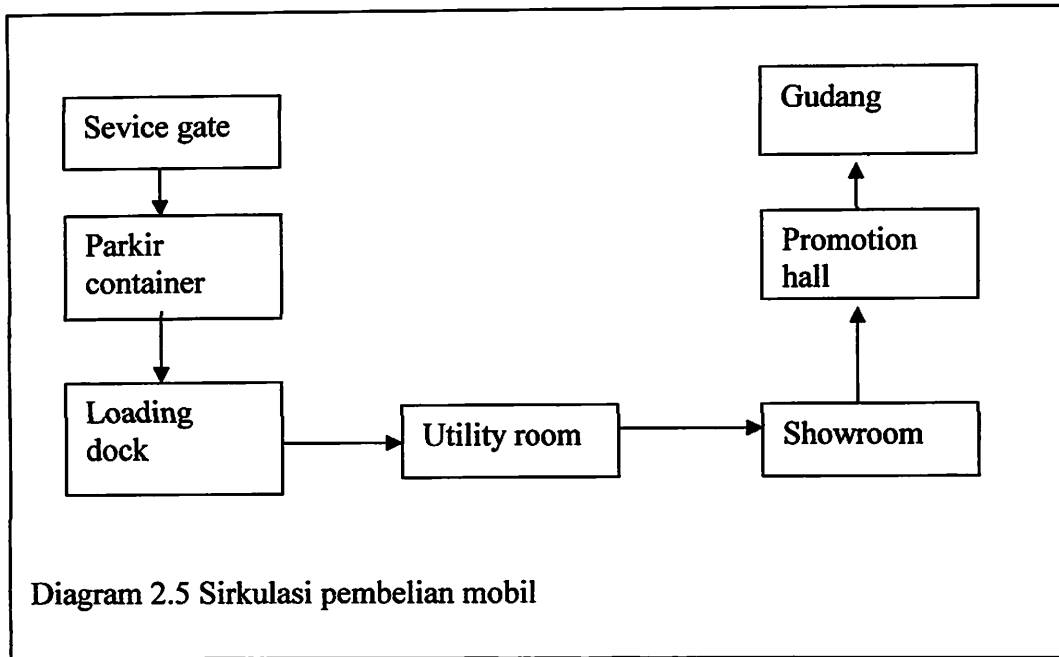 Sevice gate
Parkir
container
Loading
dock
Utility room
Showroom
Promotion
hall
Gudang
Diagram 2.5 Sirkulasi pembelian mobil